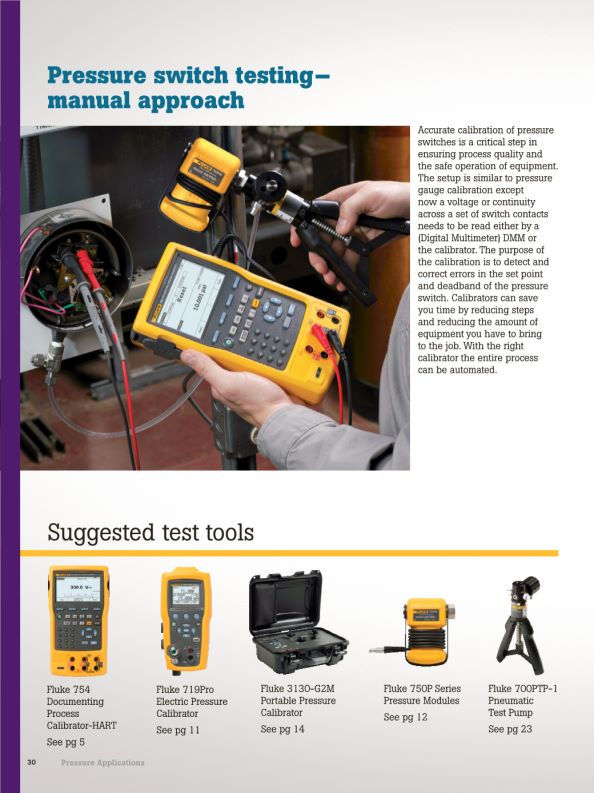 Pressure switch testing—
manual approach
Accurate calibration of pressure
switches is a critical step in
ensuring process quality and
the safe operation of equipment.
The setup is similar to pressure
gauge calibration except
now a voltage or continuity
across a set of switch contacts
needs to be read either by a
(Digital Multimeter) DMM or
the calibrator. The purpose of
the calibration is to detect and
correct errors in the set point
and deadband of the pressure
switch. Calibrators can save
you time by reducing steps
and reducing the amount of
equipment you have to bring
to the job. With the right
calibrator the entire process
can be automated.
Reset
10.001 psi
Suggested test tools
300.0
Fluke 754
Documenting
Process
Calibrator-HART
See pg 5
Fluke 719Pro
Electric Pressure
Calibrator
See pg 11
Fluke 3130-G2M
Portable Pressure
Calibrator
See pg 14
Fluke 750P Series
Pressure Modules
See pg 12
Fluke 700PTP-1
Pneumatic
Test Pump
See pg 23
30 Pressure Applications